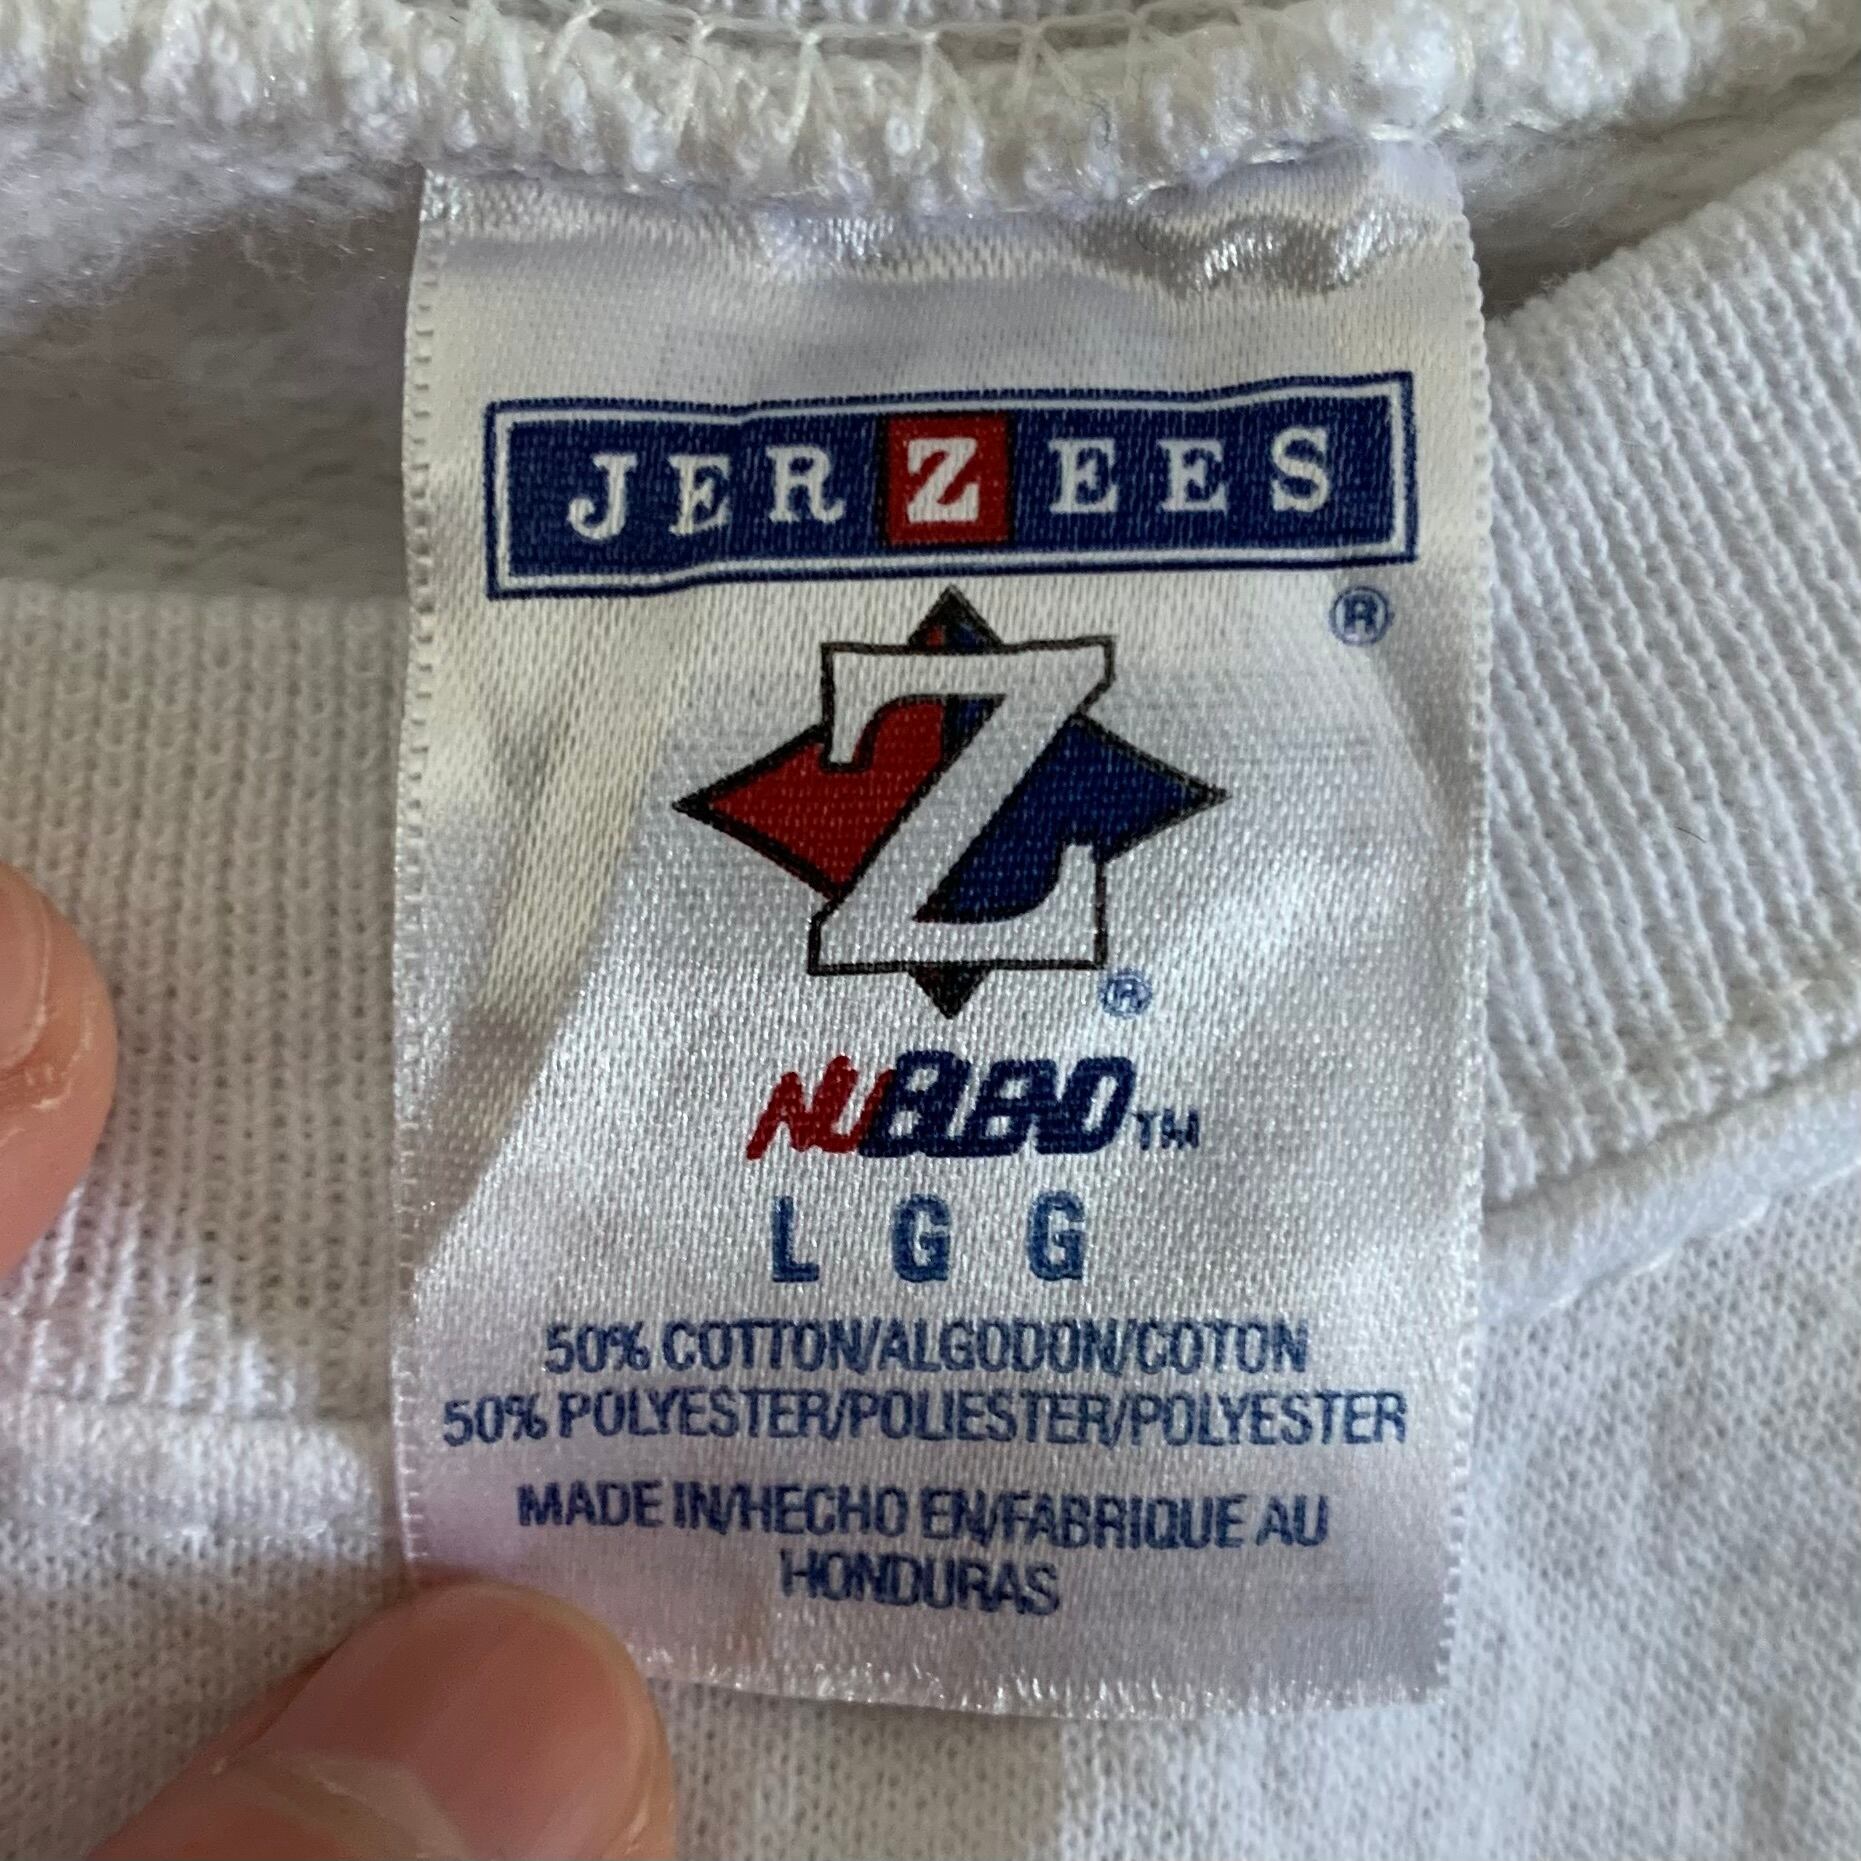 JERZEES
®
Z
®
NUBLEND™
L G G
50% COTTON/ALGODON/COTON
50% POLYESTER/POLIESTER/POLYESTER
MADE IN/HECHO EN/FABRIQUE AU
HONDURAS